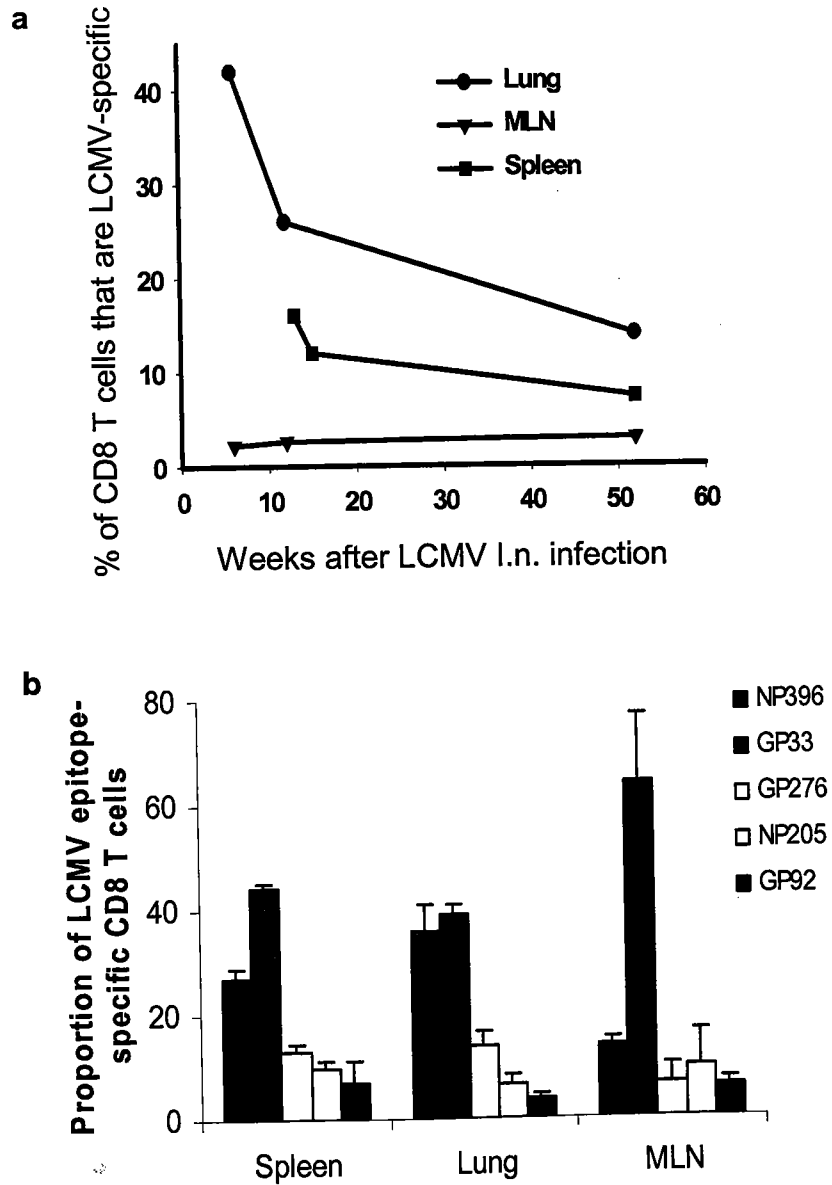 a
% of CD8 T cells that are LCMV-specific
40
30
20
10
0
Lung
MLN
Spleen
0 10 20 30 40 50 60
Weeks after LCMV I.n. infection
b
Proportion of LCMV epitope-
specific CD8 T cells
80
60
40
20
0
NP396
GP33
GP276
NP205
GP92
Spleen Lung MLN